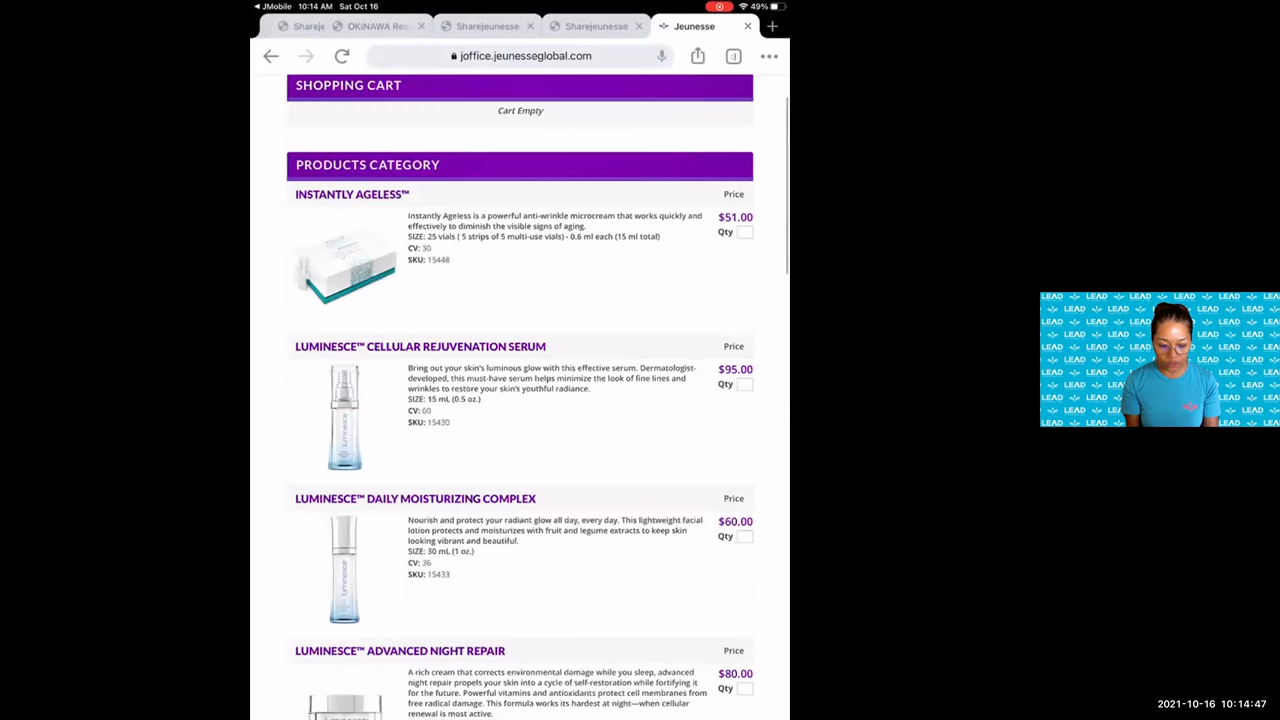 JMobile 10:14 AM Sat Oct 16 49%
Shareje OKINAWA Res Sharejeunesse Sharejeunesse Jeunesse
joffice.jeunesseglobal.com
SHOPPING CART
Cart Empty
PRODUCTS CATEGORY
INSTANTLY AGELESS™ Price
Instantly Ageless is a powerful anti-wrinkle microcream that works quickly and $51.00
effectively to diminish the visible signs of aging. Qty
SIZE: 25 vials ( 5 strips of 5 multi-use vials) - 0.6 ml each (15 ml total)
CV: 30
SKU: 15448
LUMINESCE™ CELLULAR REJUVENATION SERUM Price
Bring out your skin's luminous glow with this effective serum. Dermatologist- $95.00
developed, this must-have serum helps minimize the look of fine lines and Qty
wrinkles to restore your skin's youthful radiance.
SIZE: 15 mL (0.5 oz.)
CV: 60
SKU: 15430
luminesce
LUMINESCE™ DAILY MOISTURIZING COMPLEX Price
Nourish and protect your radiant glow all day, every day. This lightweight facial $60.00
lotion protects and moisturizes with fruit and legume extracts to keep skin Qty
looking vibrant and beautiful.
SIZE: 30 mL (1 oz.)
CV: 36
SKU: 15433
luminesce
LUMINESCE™ ADVANCED NIGHT REPAIR Price
A rich cream that corrects environmental damage while you sleep, advanced $80.00
night repair propels your skin into a cycle of self-restoration while fortifying it Qty
for the future. Powerful vitamins and antioxidants protect cell membranes from
free radical damage. This formula works its hardest at night—when cellular
renewal is most active.
LEAD LEAD LEAD LEAD
2021-10-16 10:14:47